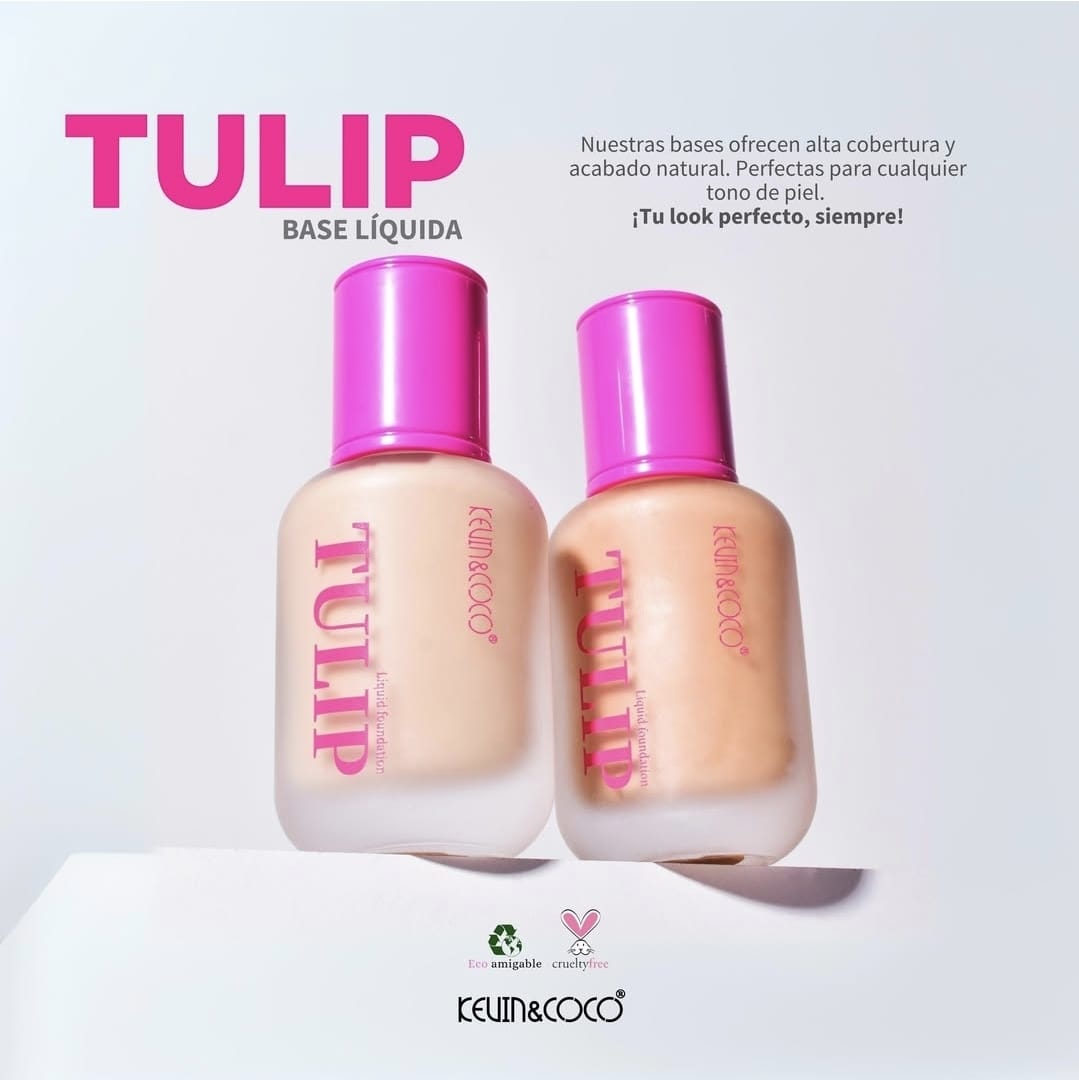 TULIP
BASE LÍQUIDA
Nuestras bases ofrecen alta cobertura y
acabado natural. Perfectas para cualquier
tono de piel.
¡Tu look perfecto, siempre!
TULIP
Liquid foundation
KEVIN&COCO®
TULIP
Liquid foundation
KEVIN&COCO®
Eco amigable
crueltyfree
KEVIN&COCO®